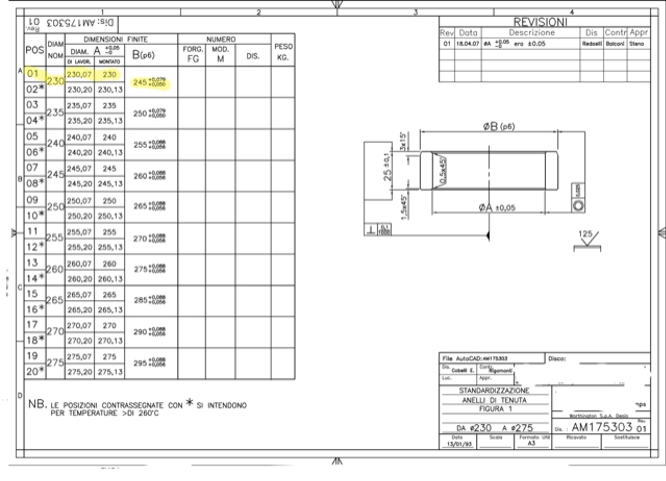 1 2 3 4
Dis. AM175303 01
Rev.
REVISIONI
Rev Data Descrizione Dis Contr Appr
01 18.04.07 øA +0.05 -0 era ±0.05 Redaelli Balconi Steno
POS DIAM NOM DIMENSIONI FINITE NUMERO PESO KG.
DIAM. A +0.05 -0 B(p6) FORG. FG MOD. M DIS.
DI LAVOR. MONTATO
01 230 230,07 230 245 +0,079 +0,050
02* 230,20 230,13
03 235 235,07 235 250 +0,079 +0,050
04* 235,20 235,13
05 240 240,07 240 255 +0,088 +0,056
06* 240,20 240,13
07 245 245,07 245 260 +0,088 +0,056
08* 245,20 245,13
09 250 250,07 250 265 +0,088 +0,056
10* 250,20 250,13
11 255 255,07 255 270 +0,088 +0,056
12* 255,20 255,13
13 260 260,07 260 275 +0,088 +0,056
14* 260,20 260,13
15 265 265,07 265 285 +0,088 +0,056
16* 265,20 265,13
17 270 270,07 270 290 +0,088 +0,056
18* 270,20 270,13
19 275 275,07 275 295 +0,088 +0,056
20* 275,20 275,13
A
B
C
D
øB (p6)
3x15°
25 ±0,1
0,5x45°
1,5x45°
øA ±0,05
0,025
0,1
125
NB. LE POSIZIONI CONTRASSEGNATE CON * SI INTENDONO
PER TEMPERATURE >DI 260°C
File AutoCAD: AM175303 Disco:
Dis. Cobelli E. Contr. Rigamonti
Luc. Appr.
STANDARDIZZAZIONE
ANELLI DI TENUTA
FIGURA 1
DA ø230 A ø275
mps
Worthington S.p.A. Desio
Dis. : AM175303 Rev. 01
Data Scala Formato UNI Ricavato Sostituisce
13/01/93 A3